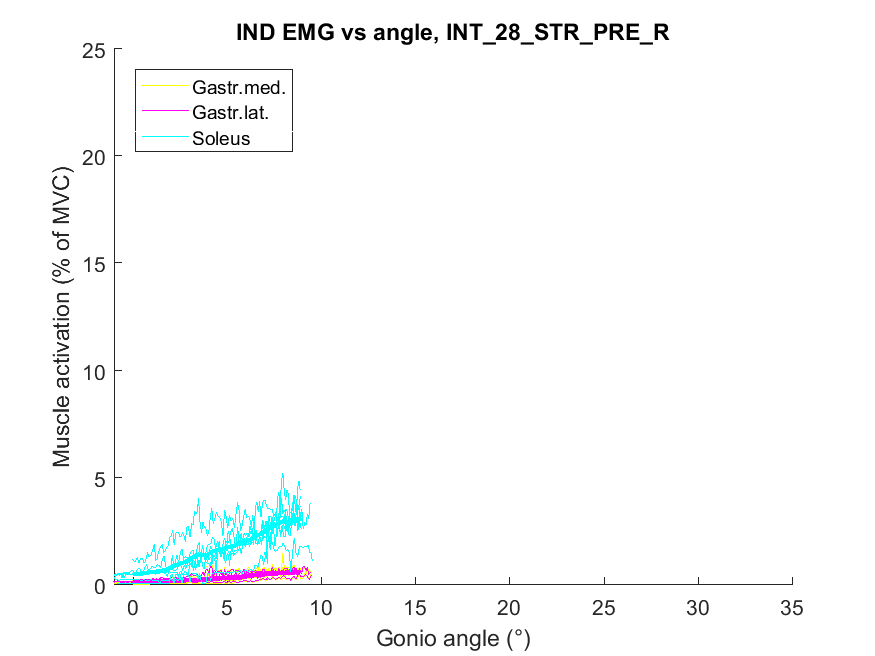 IND EMG vs angle, INT_28_STR_PRE_R
25
20
15
10
5
0
Muscle activation (% of MVC)
Gastr.med.
Gastr.lat.
Soleus
0 5 10 15 20 25 30 35
Gonio angle (°)